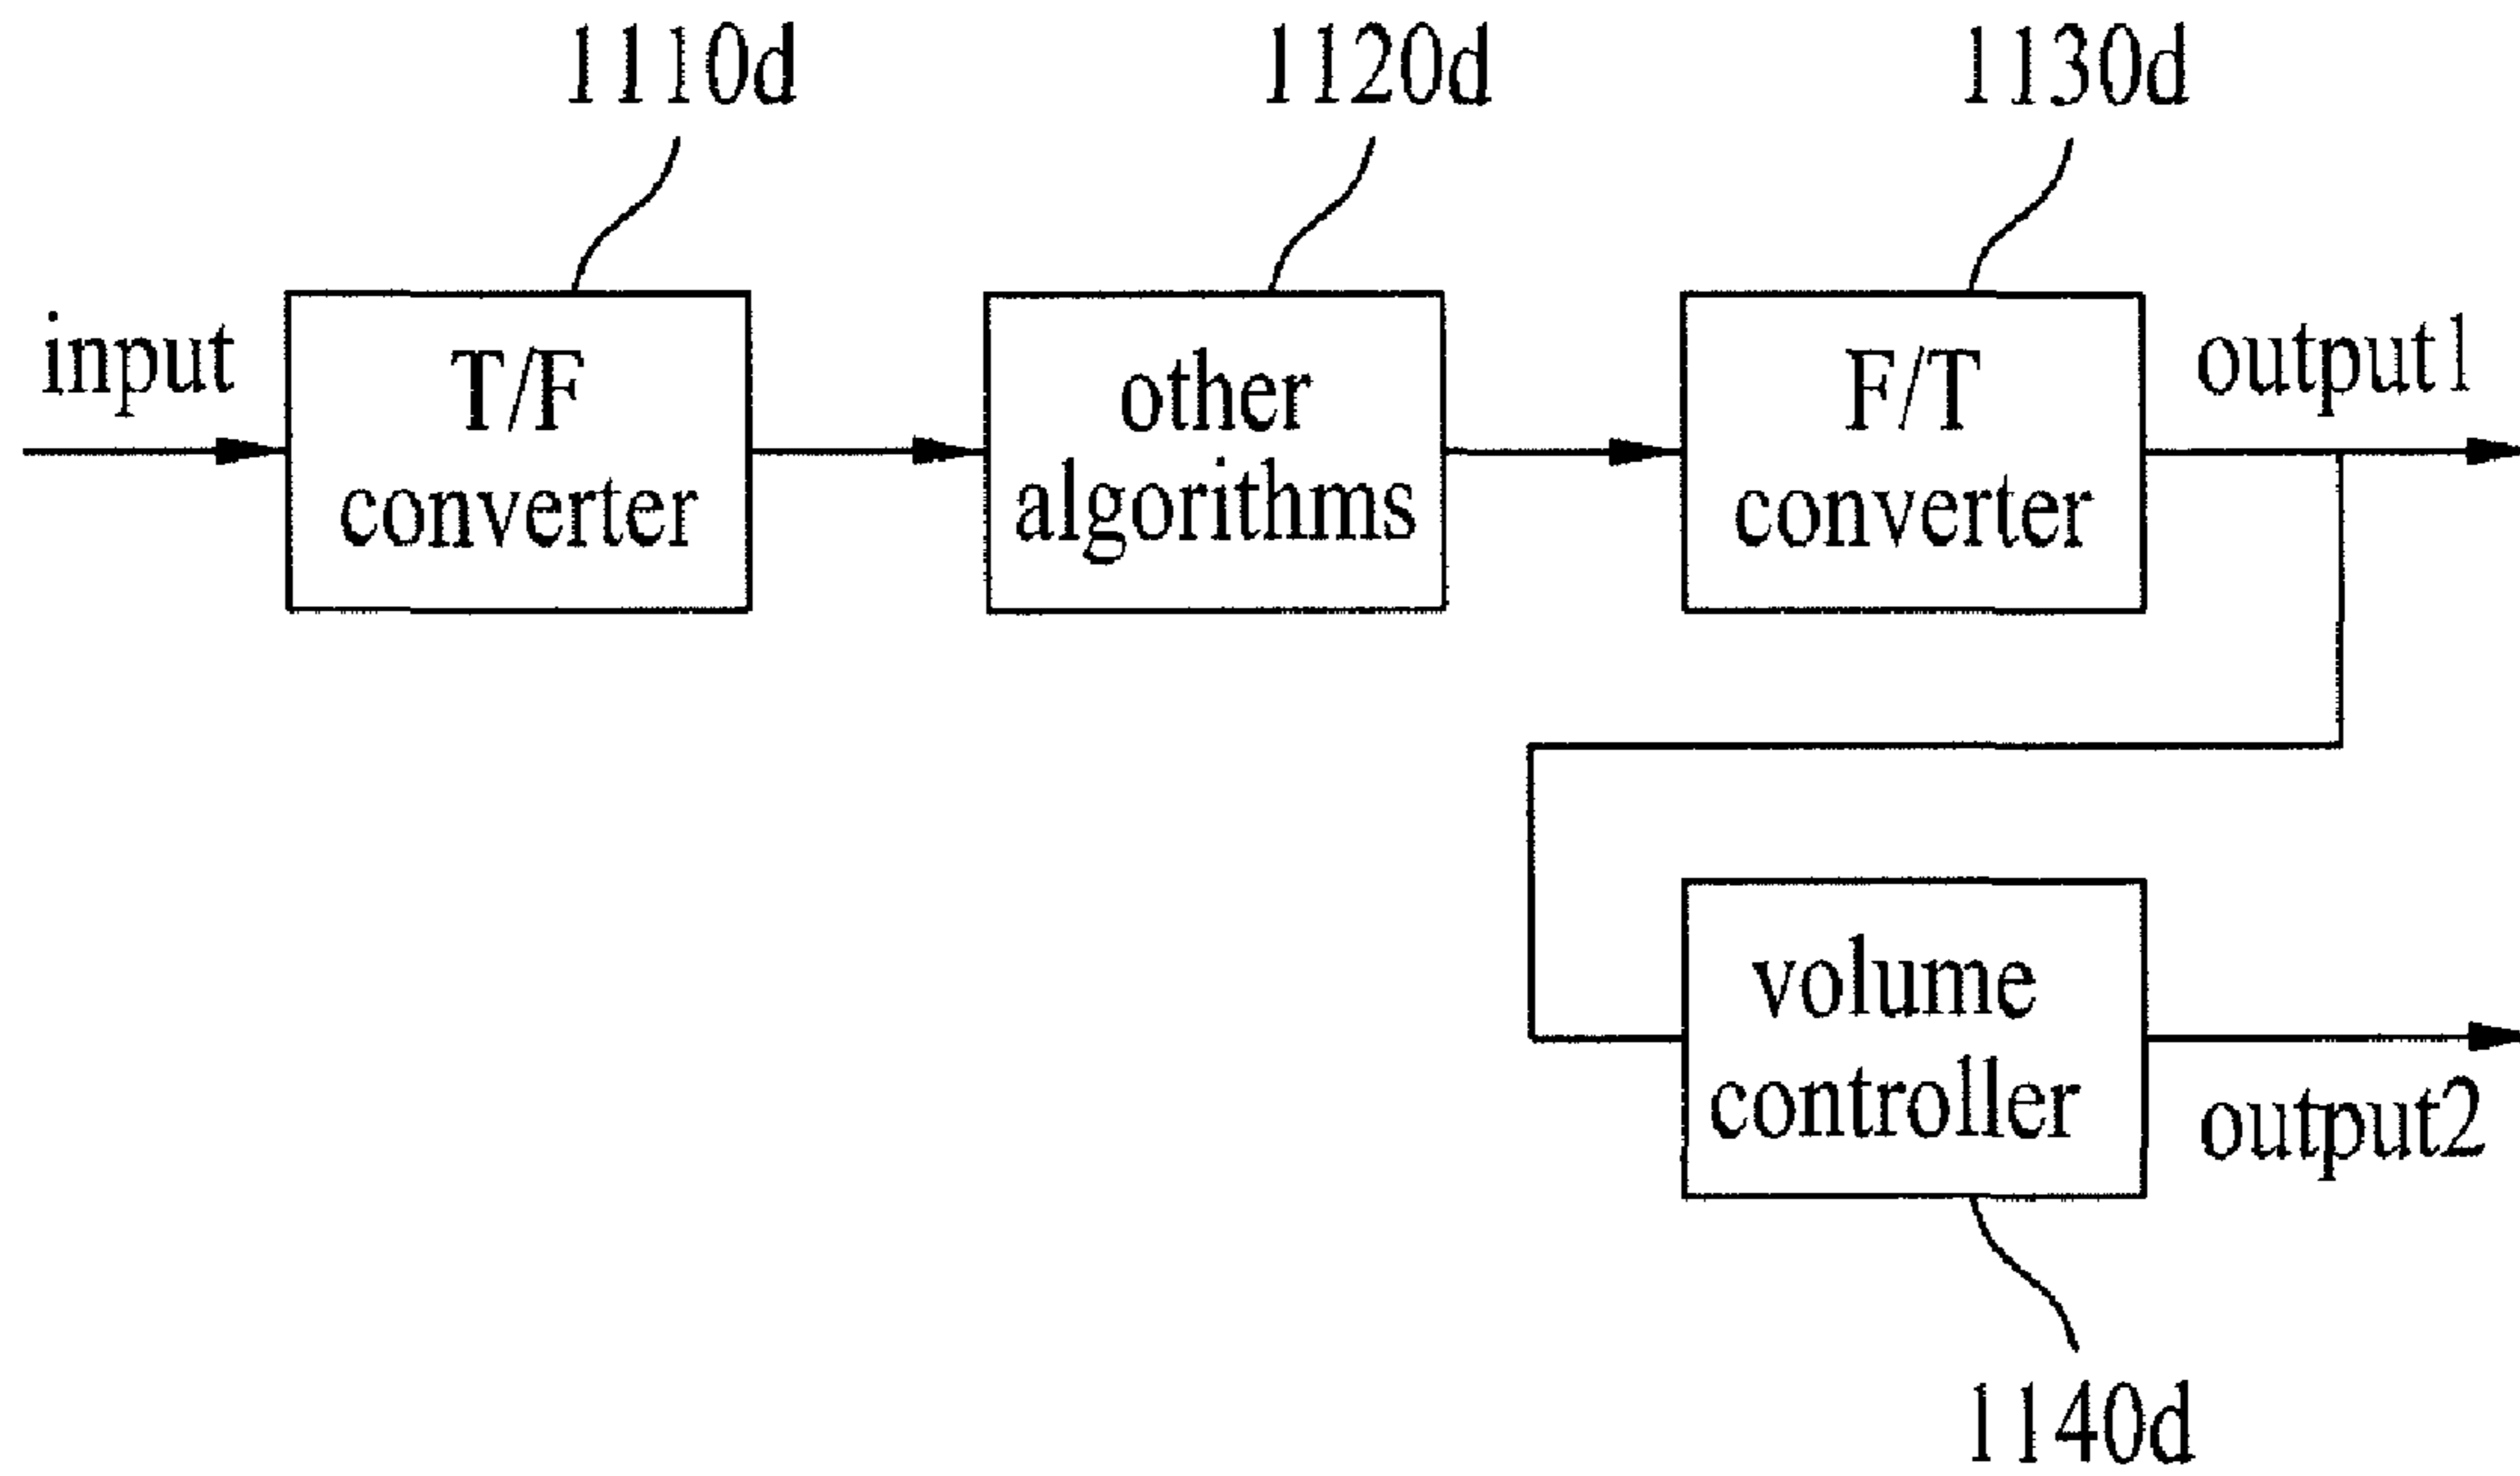 1110d
1120d
1130d
input
T/F
converter
other
algorithms
F/T
converter
output1
volume
controller
output2
1140d